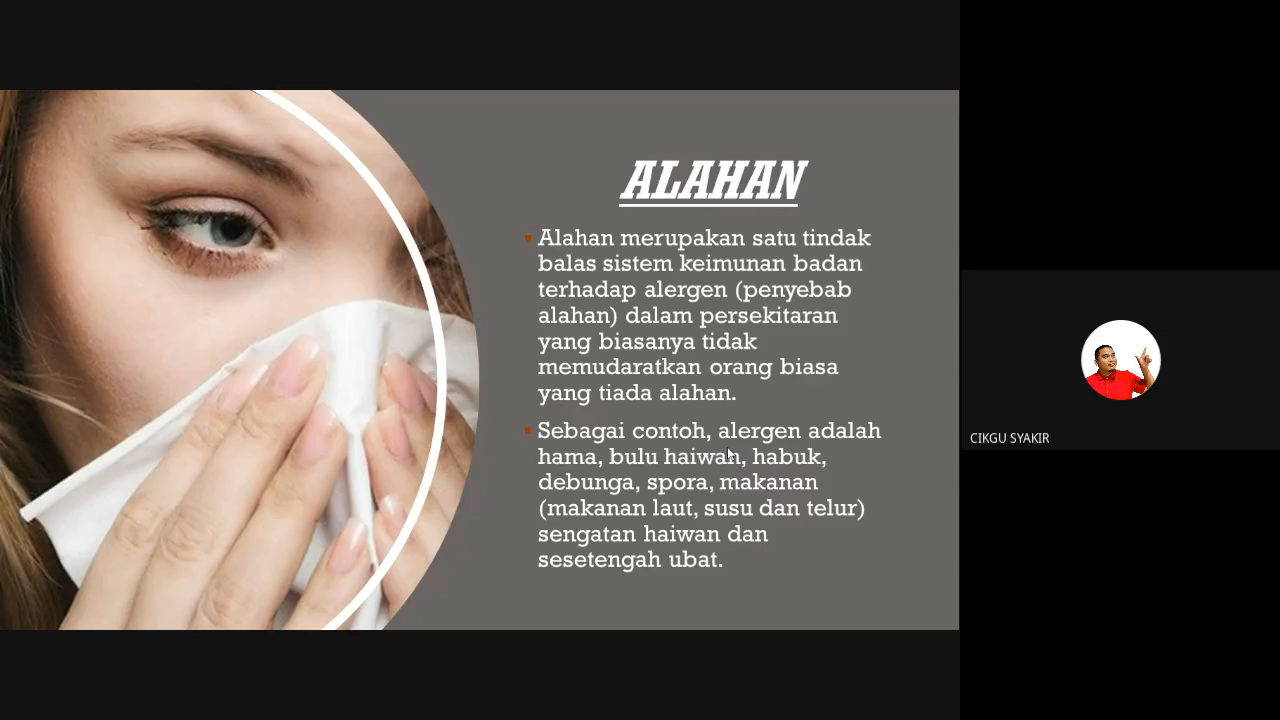 ALAHAN
Alahan merupakan satu tindak
balas sistem keimunan badan
terhadap alergen (penyebab
alahan) dalam persekitaran
yang biasanya tidak
memudaratkan orang biasa
yang tiada alahan.
Sebagai contoh, alergen adalah
hama, bulu haiwan, habuk,
debunga, spora, makanan
(makanan laut, susu dan telur)
sengatan haiwan dan
sesetengah ubat.
CIKGU SYAKIR